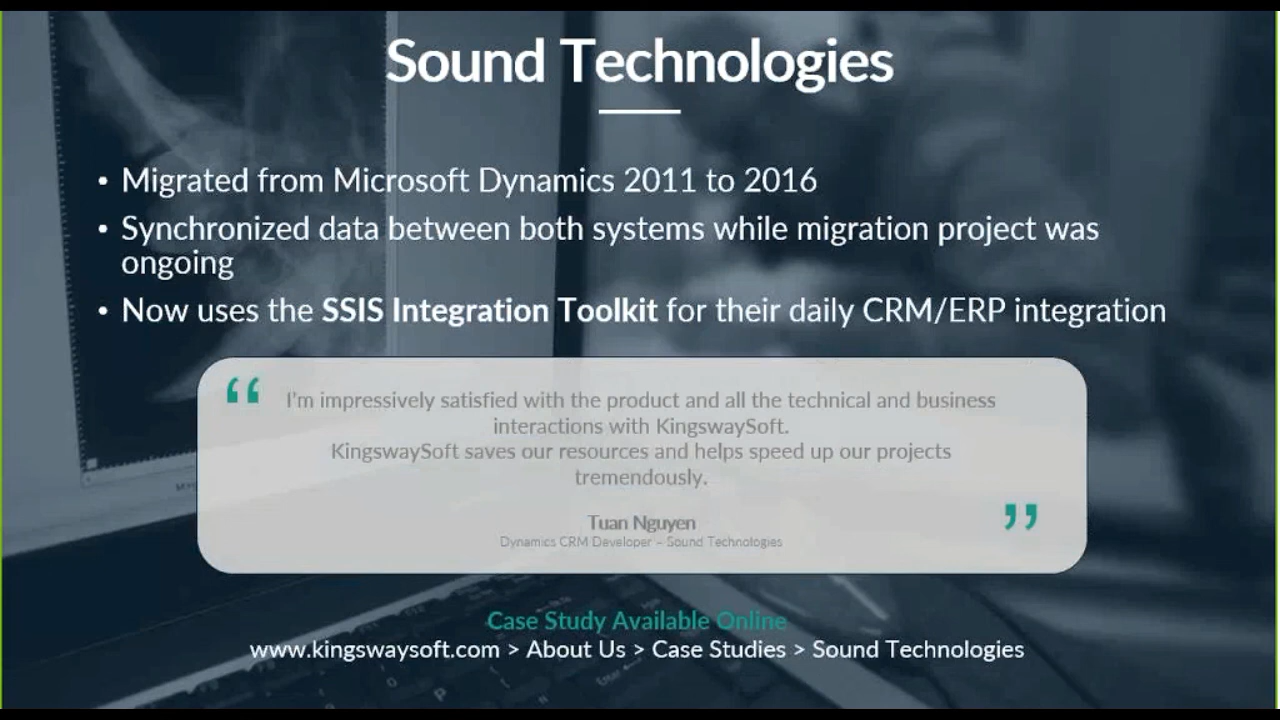 Sound Technologies
• Migrated from Microsoft Dynamics 2011 to 2016
• Synchronized data between both systems while migration project was
ongoing
• Now uses the SSIS Integration Toolkit for their daily CRM/ERP integration
“ I'm impressively satisfied with the product and all the technical and business
interactions with KingswaySoft.
KingswaySoft saves our resources and helps speed up our projects
tremendously.
”
Tuan Nguyen
Dynamics CRM Developer – Sound Technologies
Case Study Available Online
www.kingswaysoft.com > About Us > Case Studies > Sound Technologies